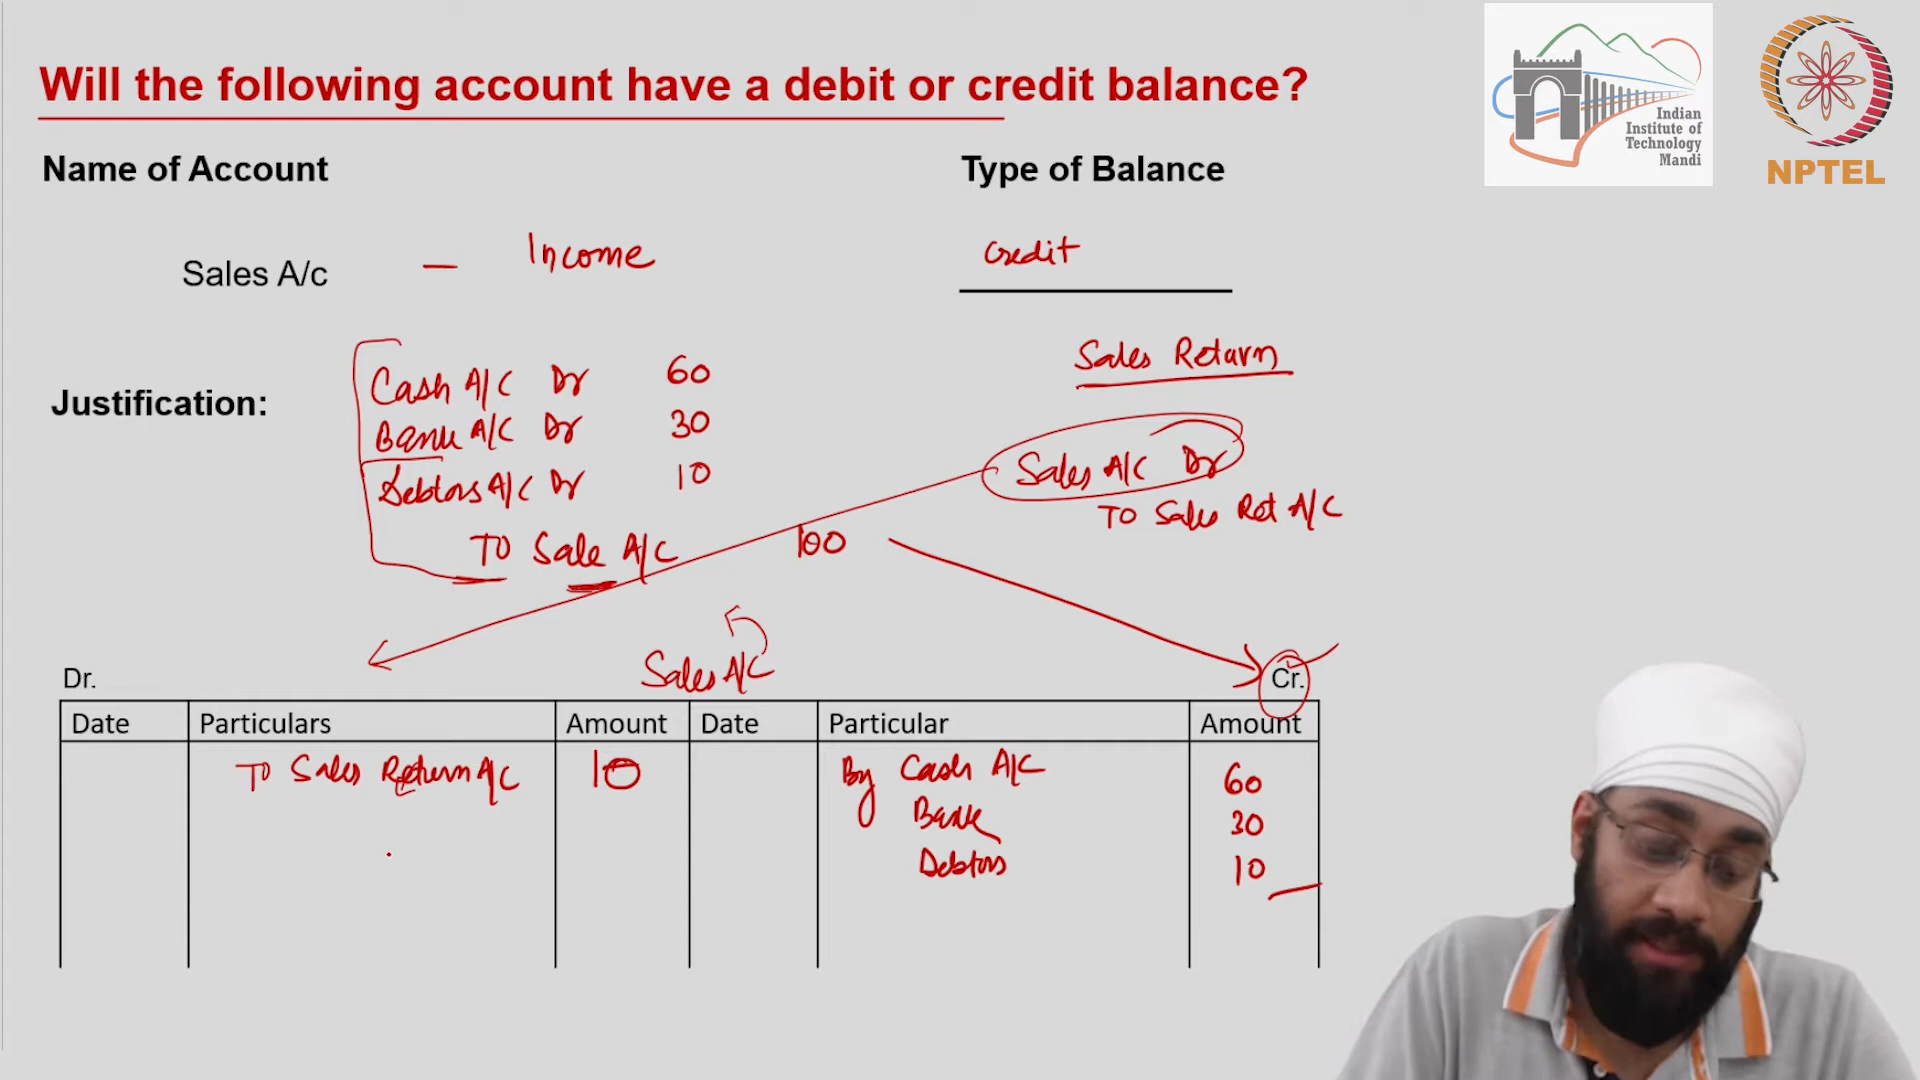 Will the following account have a debit or credit balance?
Indian
Institute of
Technology
Mandi
NPTEL
Name of Account
Type of Balance
Sales A/c — Income
Credit
Justification:
Cash A/C Dr 60
Bank A/C Dr 30
Debtors A/C Dr 10
To Sale A/C 100
Sales Return
Sales A/C Dr
To Sales Ret A/C
Sales A/C
Dr.
Cr.
Date Particulars Amount Date Particular Amount
To Sales Return A/C 10 By Cash A/C 60
Bank 30
Debtors 10